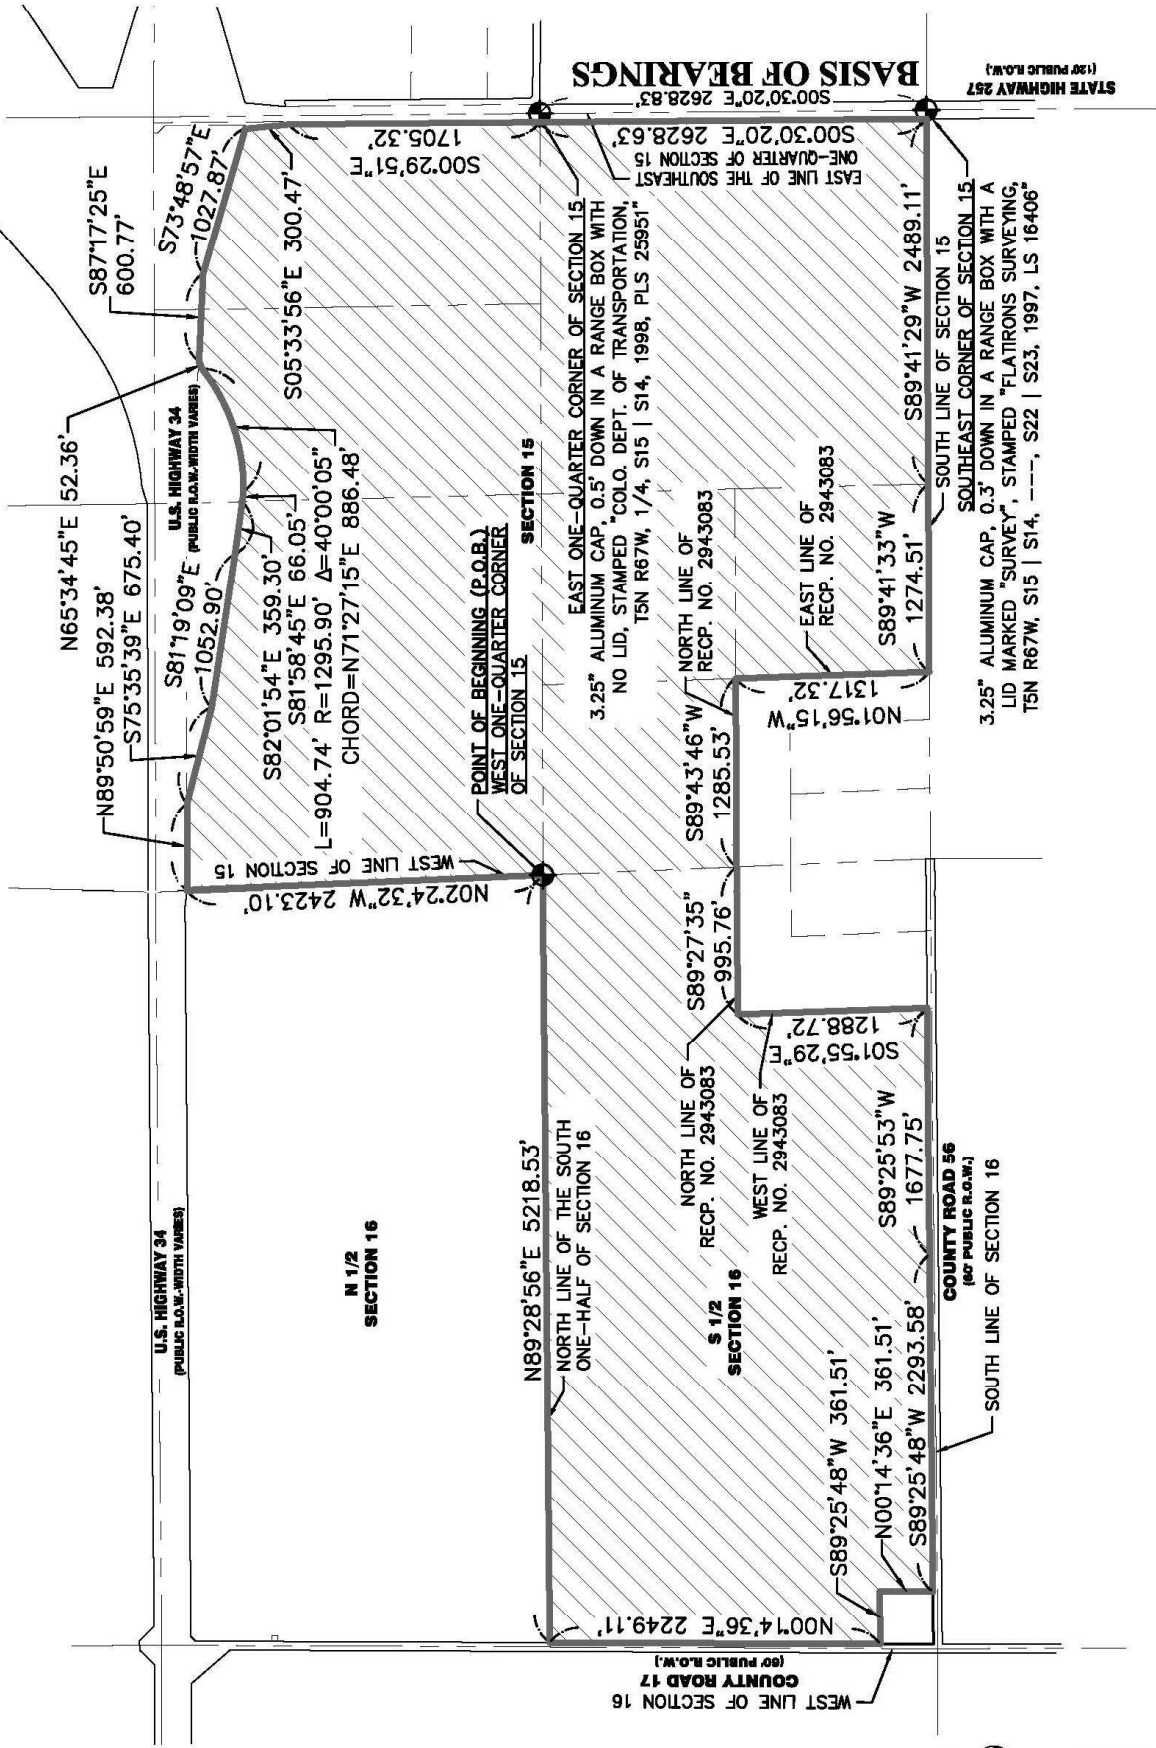 N65°34'45"E 52.36'
N89°50'59"E 592.38'
S75°35'39"E 675.40'
S87°17'25"E
600.77'
S73°48'57"E
1027.87'
U.S. HIGHWAY 34
(PUBLIC R.O.W.-WIDTH VARIES)
S81°19'09"E
1052.90'
S82°01'54"E 359.30'
S81°58'45"E 66.05'
L=904.74' R=1295.90' Δ=40°00'05"
CHORD=N71°27'15"E 886.48'
S05°33'56"E 300.47'
S00°29'51"E
1705.32'
U.S. HIGHWAY 34
(PUBLIC R.O.W.-WIDTH VARIES)
N02°24'32"W 2423.10'
WEST LINE OF SECTION 15
POINT OF BEGINNING (P.O.B.)
WEST ONE-QUARTER CORNER
OF SECTION 15
SECTION 15
N 1/2
SECTION 16
BASIS OF BEARINGS
S00°30'20"E 2628.83'
S00°30'20"E 2628.63'
EAST LINE OF THE SOUTHEAST
ONE-QUARTER OF SECTION 15
EAST ONE-QUARTER CORNER OF SECTION 15
3.25" ALUMINUM CAP, 0.5' DOWN IN A RANGE BOX WITH
NO LID, STAMPED "COLO. DEPT. OF TRANSPORTATION,
T5N R67W, 1/4, S15 | S14, 1998, PLS 25951"
N89°28'56"E 5218.53'
NORTH LINE OF THE SOUTH
ONE-HALF OF SECTION 16
NORTH LINE OF
RECP. NO. 2943083
S89°43'46"W
1285.53'
S89°27'35"
995.76'
NORTH LINE OF
RECP. NO. 2943083
WEST LINE OF
RECP. NO. 2943083
S01°55'29"E
1288.72'
EAST LINE OF
RECP. NO. 2943083
N01°56'15"W
1317.32'
S 1/2
SECTION 16
S89°41'29"W 2489.11'
S89°41'33"W
1274.51'
SOUTH LINE OF SECTION 15
SOUTHEAST CORNER OF SECTION 15
3.25" ALUMINUM CAP, 0.3' DOWN IN A RANGE BOX WITH A
LID MARKED "SURVEY", STAMPED "FLATIRONS SURVEYING,
T5N R67W, S15 | S14, ---, S22 | S23, 1997, LS 16406"
STATE HIGHWAY 257
(120' PUBLIC R.O.W.)
S89°25'53"W
1677.75'
COUNTY ROAD 56
(60' PUBLIC R.O.W.)
SOUTH LINE OF SECTION 16
S89°25'48"W 361.51'
N00°14'36"E 361.51'
S89°25'48"W 2293.58'
N00°14'36"E 2249.11'
COUNTY ROAD 17
(60' PUBLIC R.O.W.)
WEST LINE OF SECTION 16